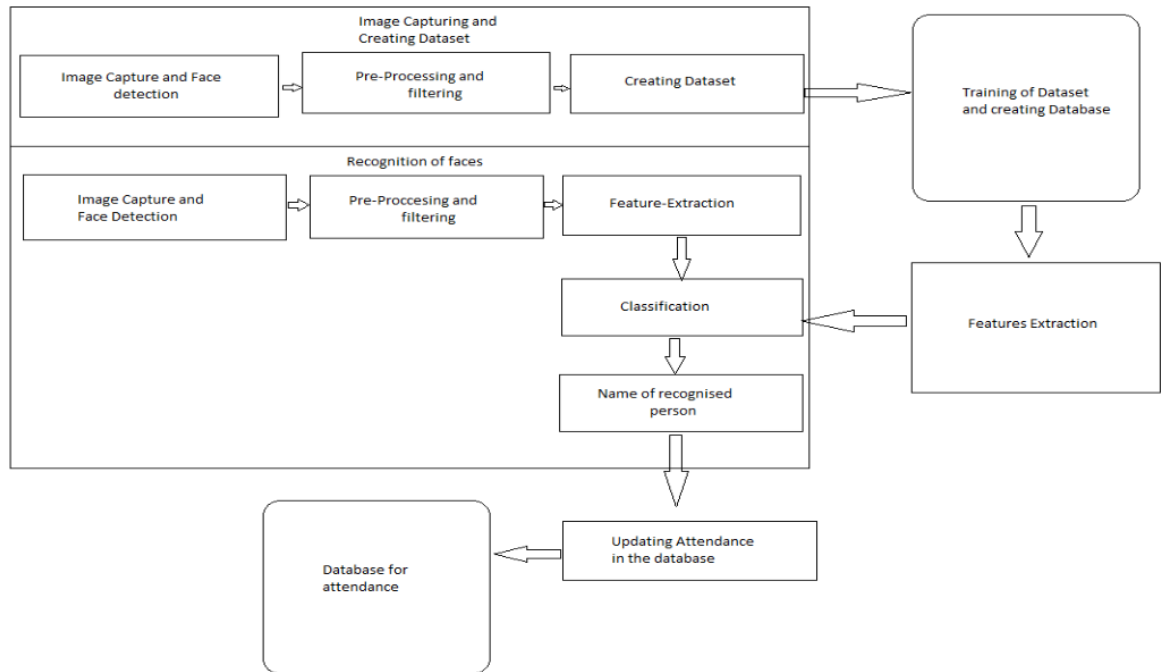 Image Capturing and
Creating Dataset
Image Capture and Face
detection
Pre-Processing and
filtering
Creating Dataset
Training of Dataset
and creating Database
Recognition of faces
Image Capture and
Face Detection
Pre-Proccesing and
filtering
Feature-Extraction
Classification
Features Extraction
Name of recognised
person
Updating Attendance
in the database
Database for
attendance